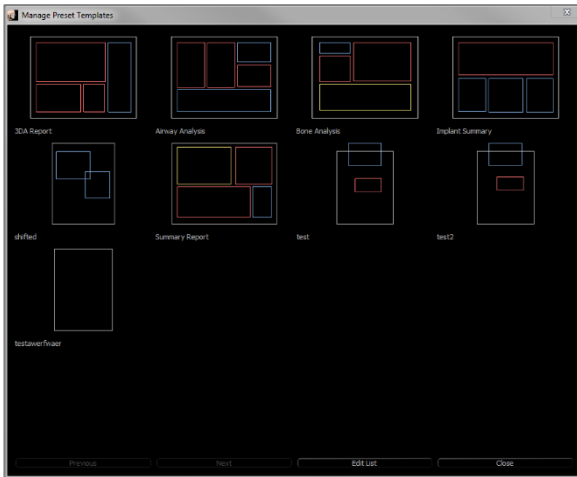 Manage Preset Templates
3DA Report
Airway Analysis
Bone Analysis
Implant Summary
shifted
Summary Report
test
test2
testawerfwaer
Previous
Next
Edit List
Close